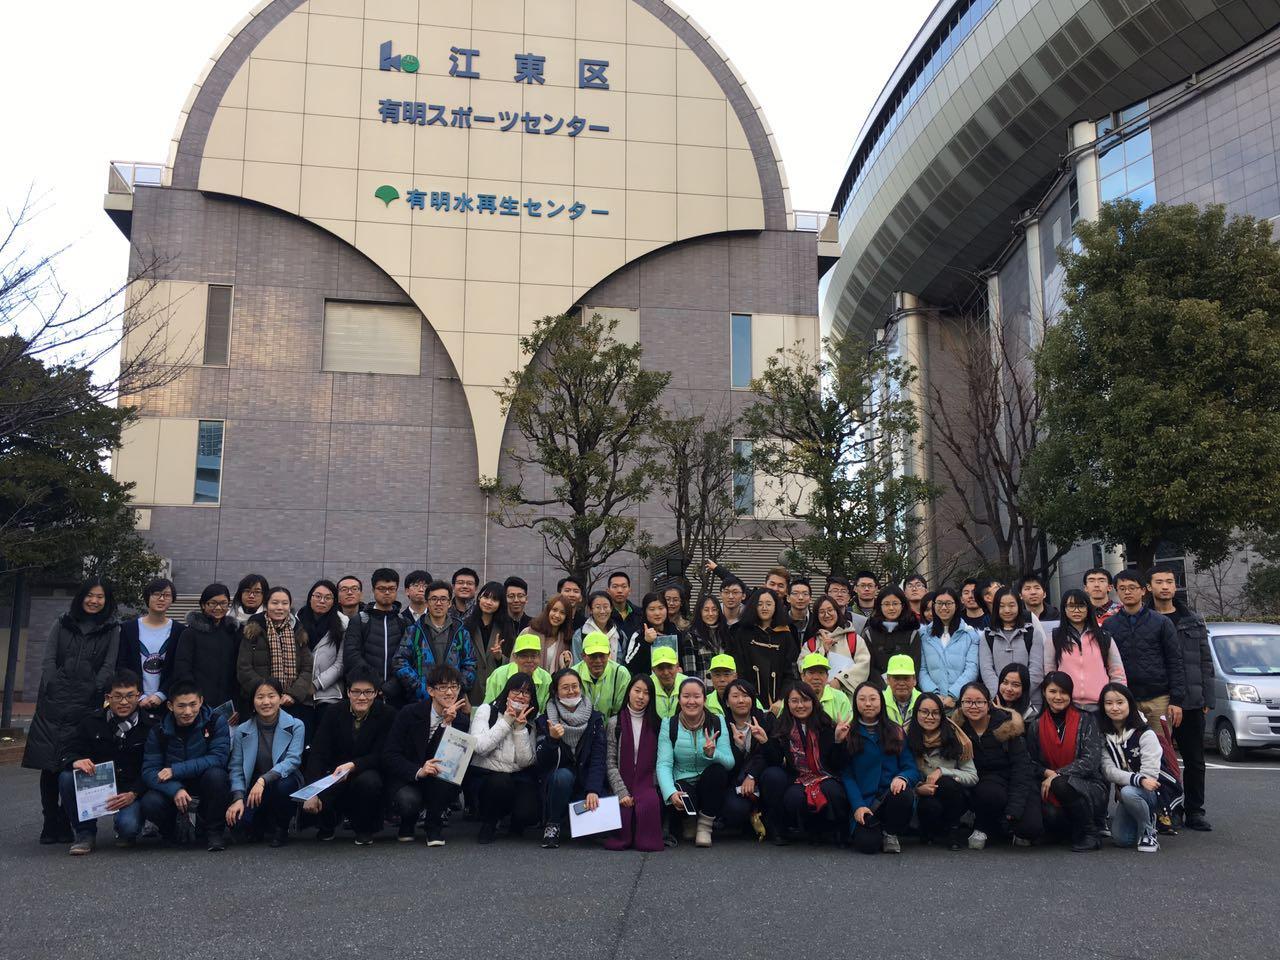 江東区
有明スポーツセンター
有明水再生センター